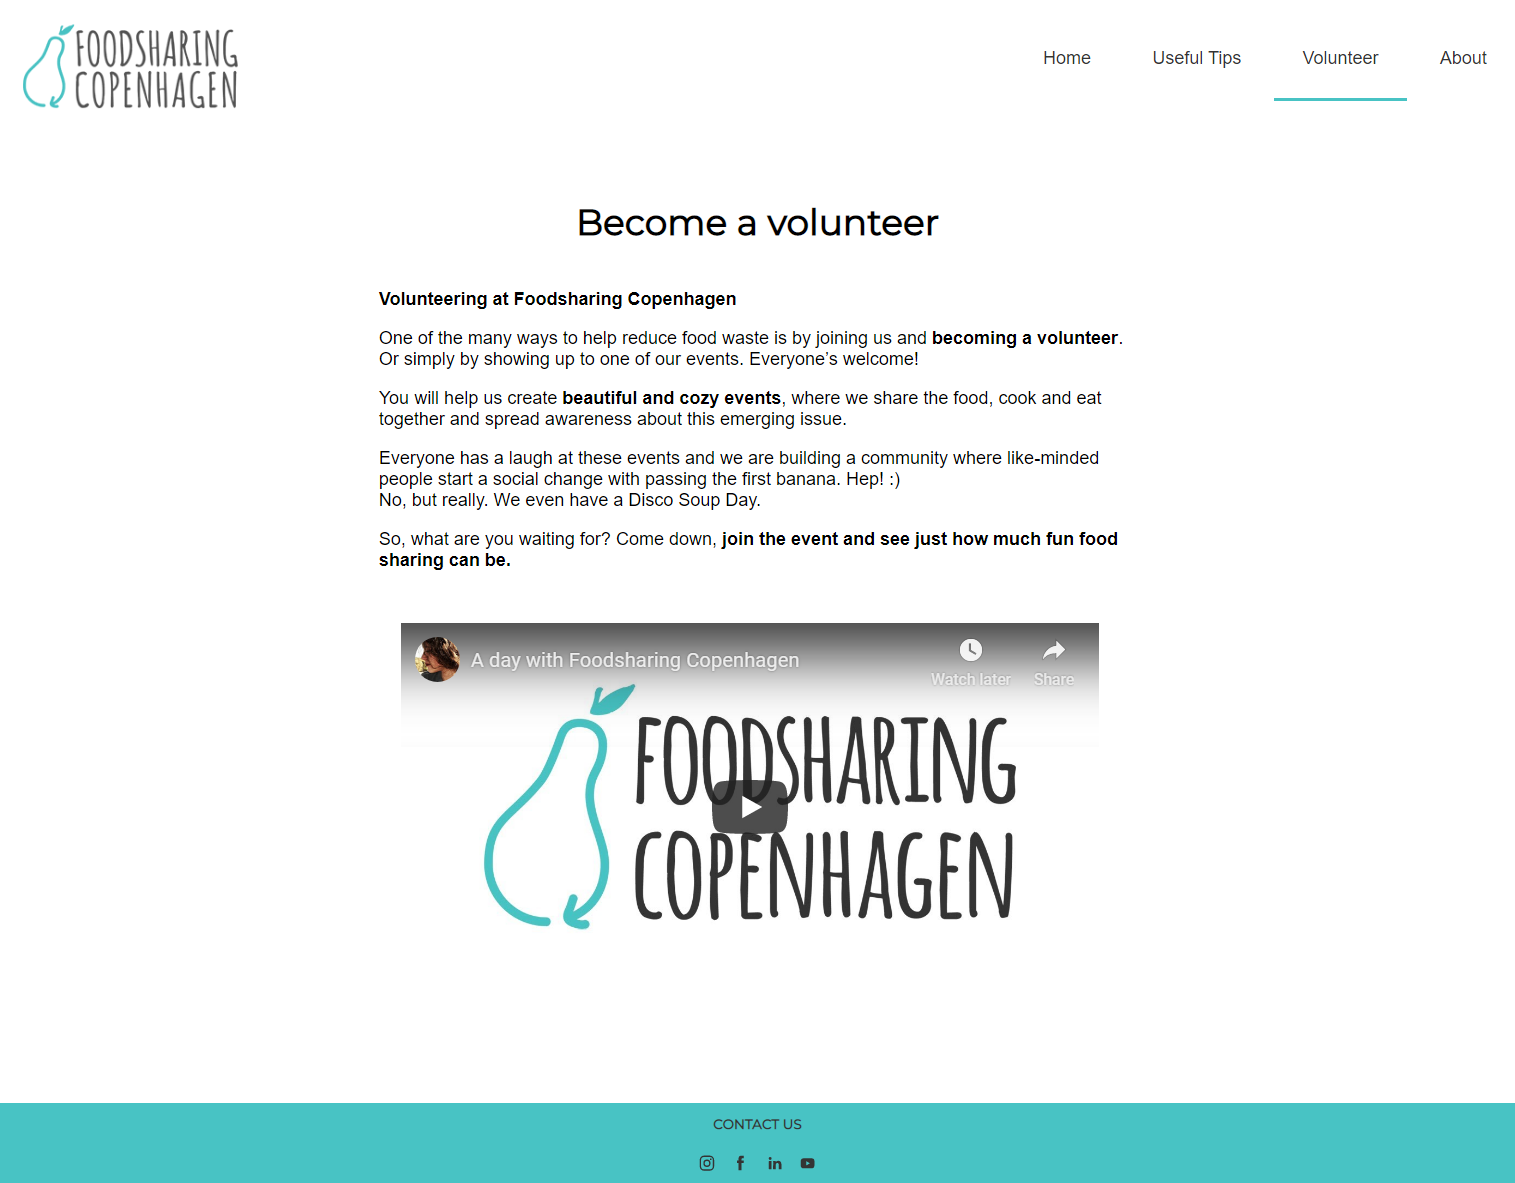 FOODSHARING
COPENHAGEN
Home
Useful Tips
Volunteer
About
Become a volunteer
Volunteering at Foodsharing Copenhagen
One of the many ways to help reduce food waste is by joining us and becoming a volunteer.
Or simply by showing up to one of our events. Everyone’s welcome!
You will help us create beautiful and cozy events, where we share the food, cook and eat
together and spread awareness about this emerging issue.
Everyone has a laugh at these events and we are building a community where like-minded
people start a social change with passing the first banana. Hep! :)
No, but really. We even have a Disco Soup Day.
So, what are you waiting for? Come down, join the event and see just how much fun food
sharing can be.
A day with Foodsharing Copenhagen
Watch later
Share
FOODSHARING
COPENHAGEN
CONTACT US